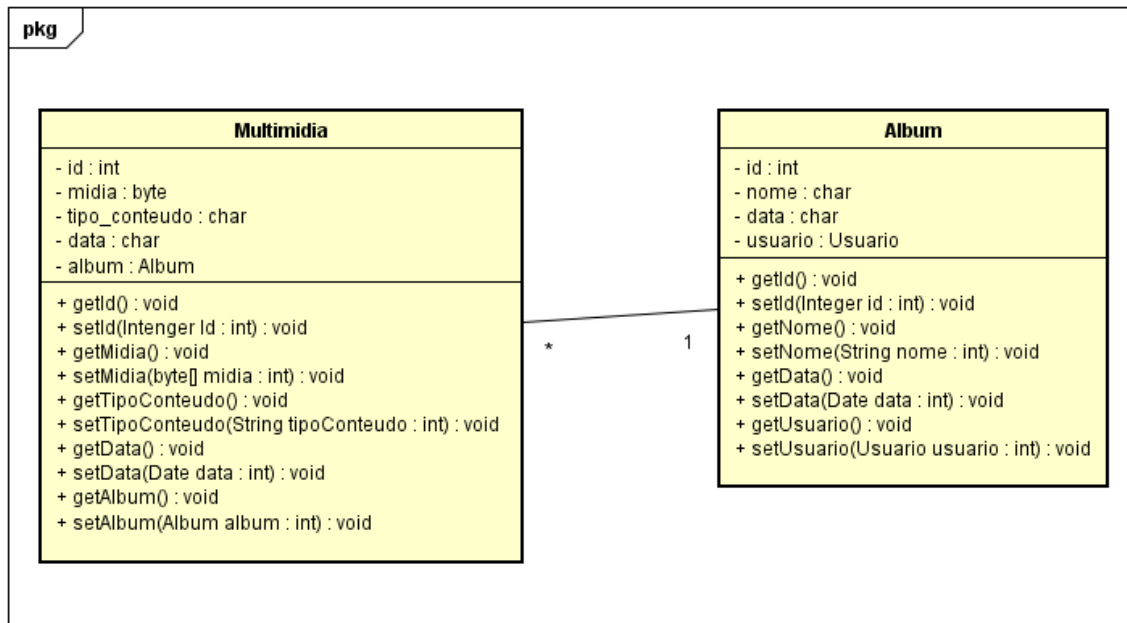 pkg
Multimidia
- id : int
- midia : byte
- tipo_conteudo : char
- data : char
- album : Album
+ getId() : void
+ setId(Intenger Id : int) : void
+ getMidia() : void
+ setMidia(byte[] midia : int) : void
+ getTipoConteudo() : void
+ setTipoConteudo(String tipoConteudo : int) : void
+ getData() : void
+ setData(Date data : int) : void
+ getAlbum() : void
+ setAlbum(Album album : int) : void
* 1
Album
- id : int
- nome : char
- data : char
- usuario : Usuario
+ getId() : void
+ setId(Integer id : int) : void
+ getNome() : void
+ setNome(String nome : int) : void
+ getData() : void
+ setData(Date data : int) : void
+ getUsuario() : void
+ setUsuario(Usuario usuario : int) : void